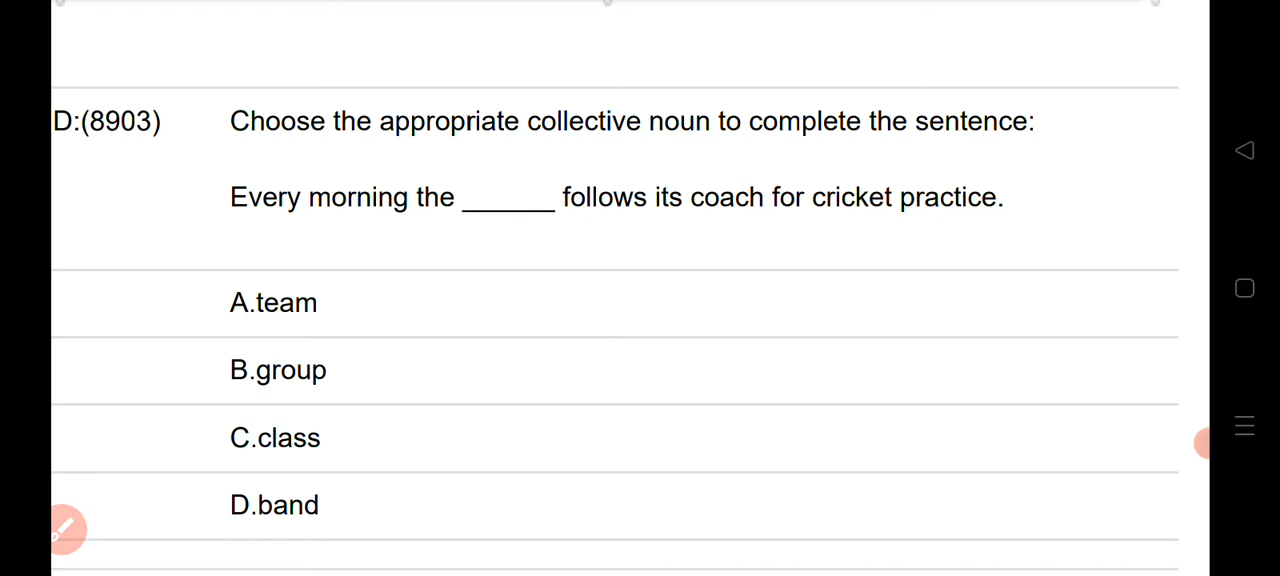 D:(8903) Choose the appropriate collective noun to complete the sentence:
Every morning the ______ follows its coach for cricket practice.
A.team
B.group
C.class
D.band